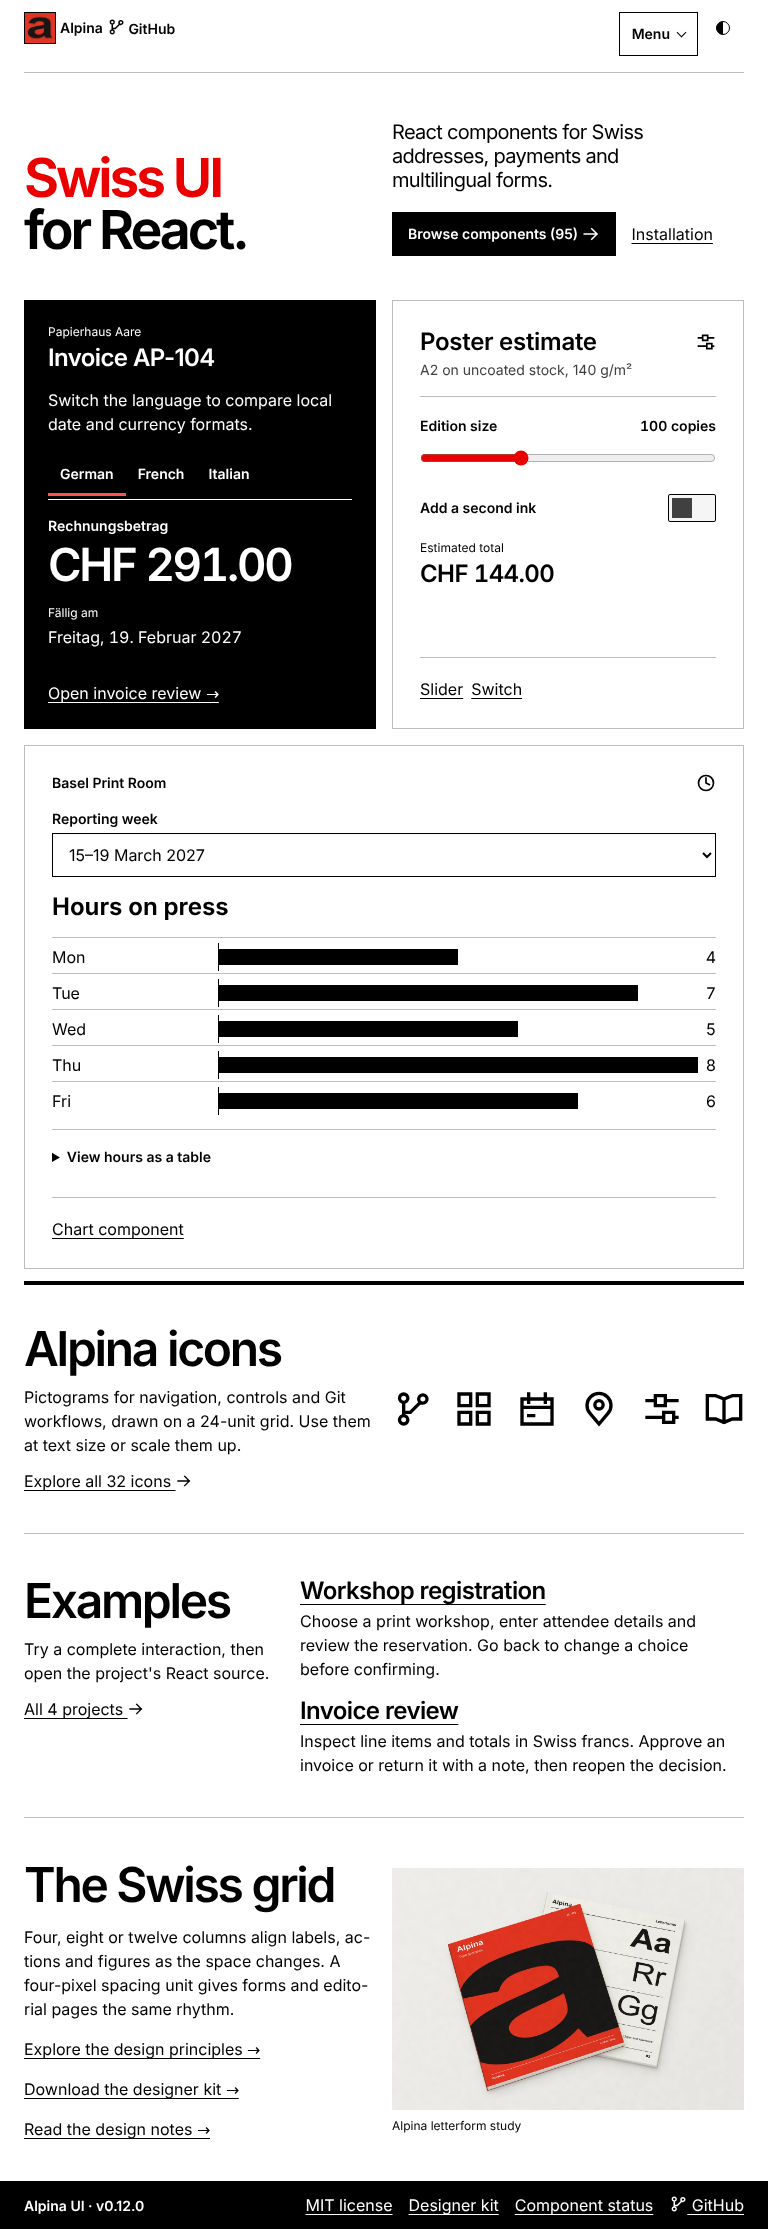 a Alpina GitHub Menu
Swiss UI
for React.
React components for Swiss
addresses, payments and
multilingual forms.
Browse components (95) → Installation
Papierhaus Aare
Invoice AP-104
Switch the language to compare local
date and currency formats.
German French Italian
Rechnungsbetrag
CHF 291.00
Fällig am
Freitag, 19. Februar 2027
Open invoice review →
Poster estimate
A2 on uncoated stock, 140 g/m²
Edition size 100 copies
Add a second ink
Estimated total
CHF 144.00
Slider Switch
Basel Print Room
Reporting week
15–19 March 2027
Hours on press
Mon 4
Tue 7
Wed 5
Thu 8
Fri 6
View hours as a table
Chart component
Alpina icons
Pictograms for navigation, controls and Git
workflows, drawn on a 24-unit grid. Use them
at text size or scale them up.
Explore all 32 icons →
Examples
Try a complete interaction, then
open the project's React source.
All 4 projects →
Workshop registration
Choose a print workshop, enter attendee details and
review the reservation. Go back to change a choice
before confirming.
Invoice review
Inspect line items and totals in Swiss francs. Approve an
invoice or return it with a note, then reopen the decision.
The Swiss grid
Four, eight or twelve columns align labels, ac-
tions and figures as the space changes. A
four-pixel spacing unit gives forms and edito-
rial pages the same rhythm.
Explore the design principles →
Download the designer kit →
Read the design notes →
Alpina
a
Alpina
Aa
Rr
Gg
Alpina letterform study
Alpina UI · v0.12.0 MIT license Designer kit Component status GitHub